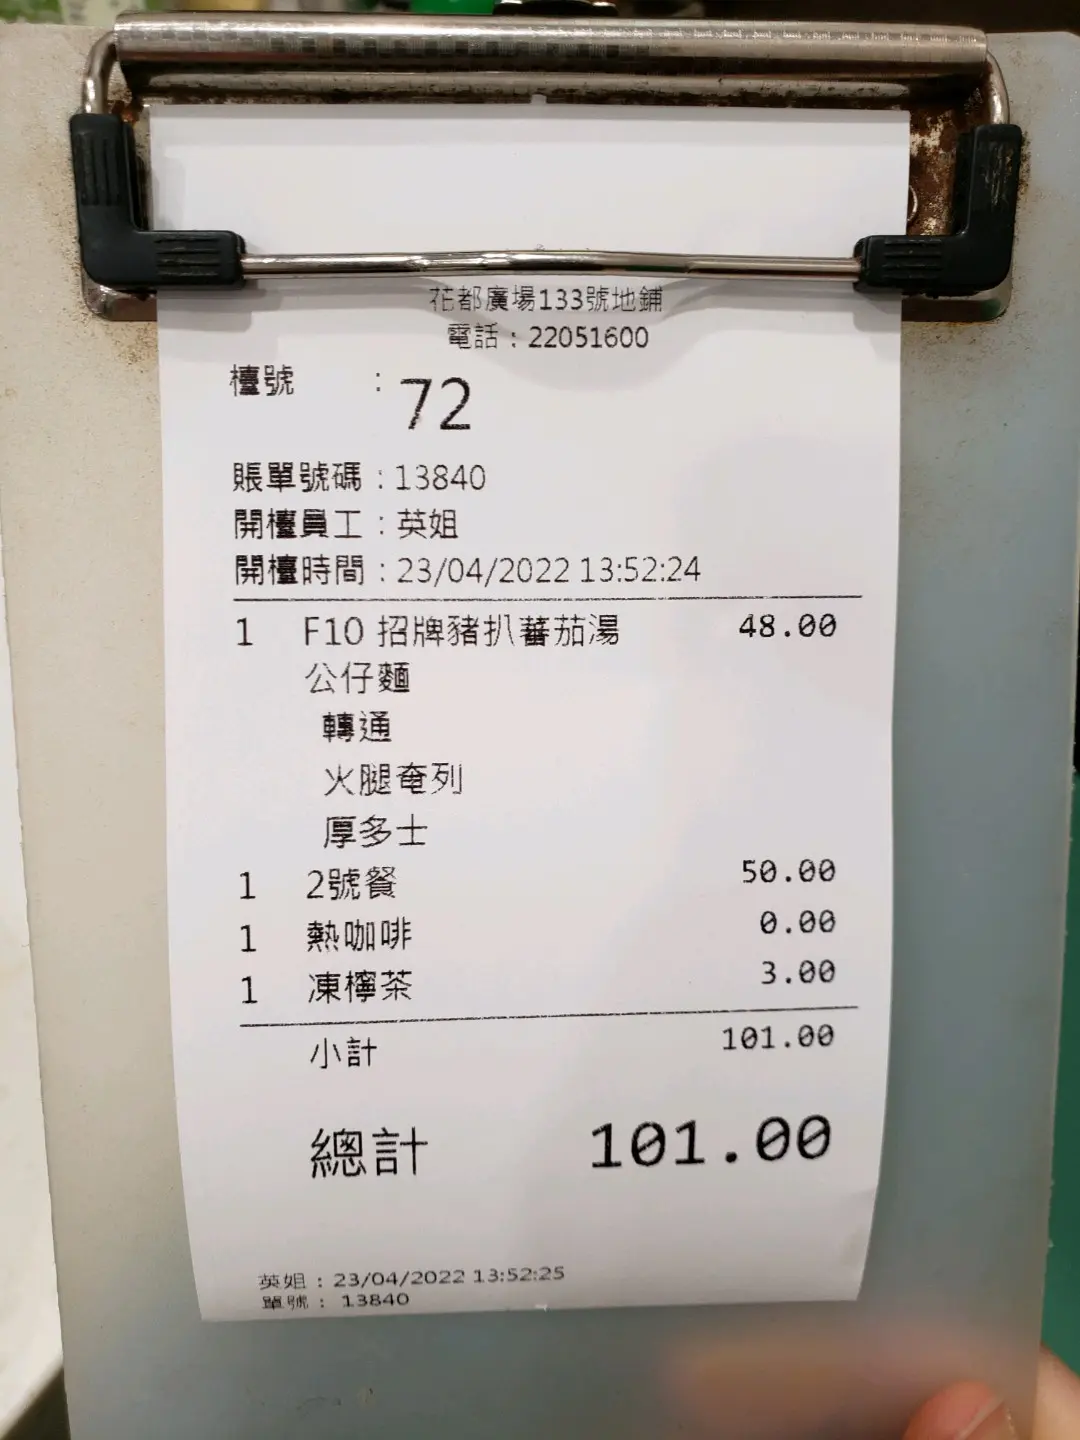 花都廣場133號地鋪
電話：22051600
檯號 : 72
賬單號碼 : 13840
開檯員工 : 英姐
開檯時間 : 23/04/2022 13:52:24
1 F10 招牌豬扒蕃茄湯 48.00
公仔麵
轉通
火腿奄列
厚多士
1 2號餐 50.00
1 熱咖啡 0.00
1 凍檸茶 3.00
小計 101.00
總計 101.00
英姐 : 23/04/2022 13:52:25
單號 : 13840